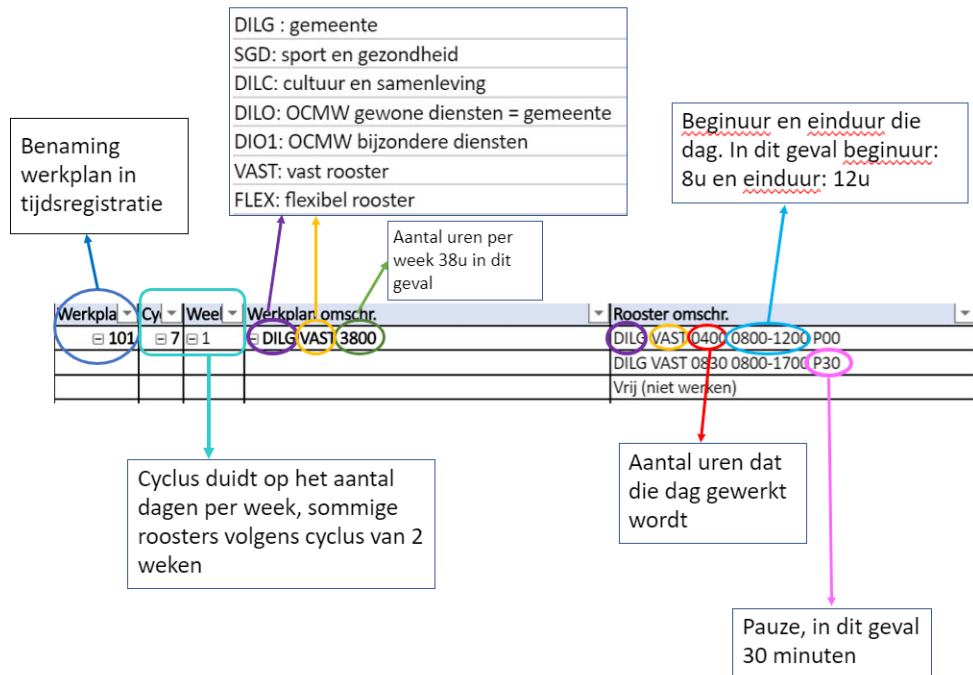 DILG : gemeente
SGD: sport en gezondheid
DILC: cultuur en samenleving
DILO: OCMW gewone diensten = gemeente
DIO1: OCMW bijzondere diensten
VAST: vast rooster
FLEX: flexibel rooster
Benaming
werkplan in
tijdsregistratie
Beginuur en einduur die
dag. In dit geval beginuur:
8u en einduur: 12u
Aantal uren per
week 38u in dit
geval
Werkpla Cy Weel Werkplan omschr. Rooster omschr.
101 7 1 DILG VAST 3800 DILG VAST 0400 0800-1200 P00
DILG VAST 0830 0800-1700 P30
Vrij (niet werken)
Cyclus duidt op het aantal
dagen per week, sommige
roosters volgens cyclus van 2
weken
Aantal uren dat
die dag gewerkt
wordt
Pauze, in dit geval
30 minuten